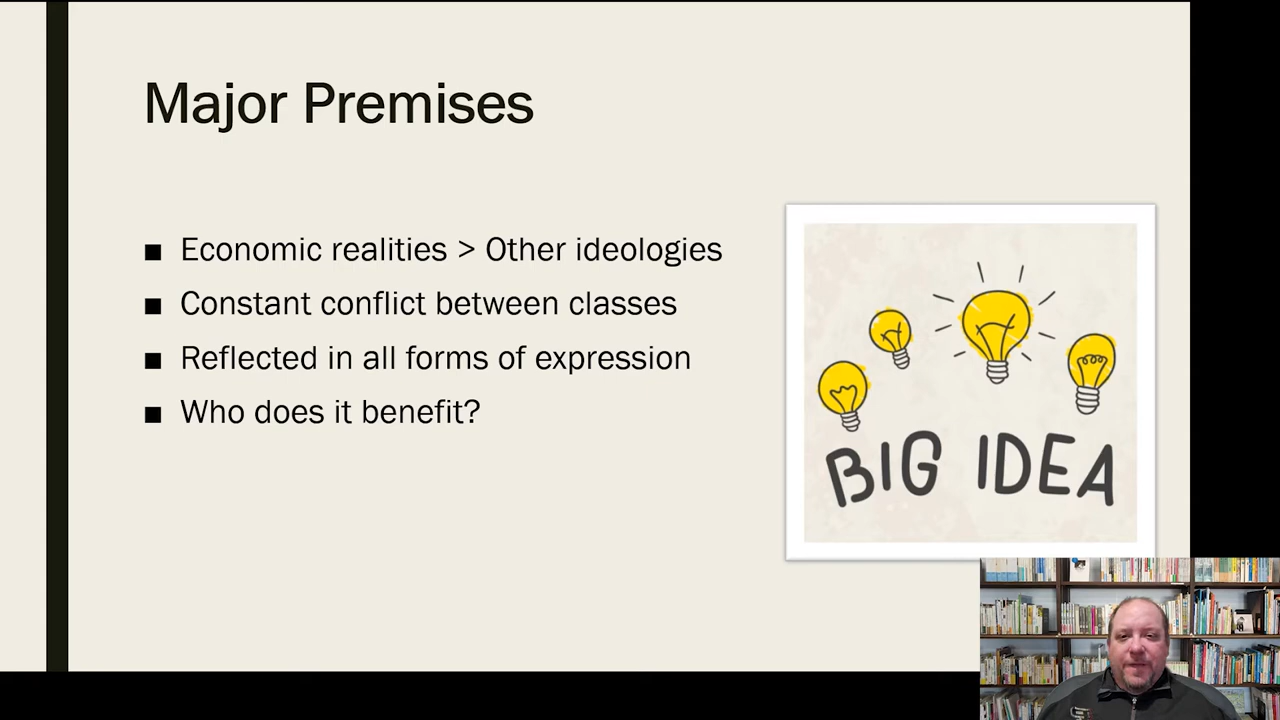 Major Premises
Economic realities > Other ideologies
Constant conflict between classes
Reflected in all forms of expression
Who does it benefit?
BIG IDEA